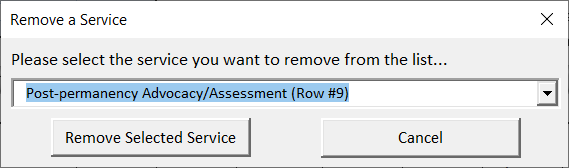 Remove a Service
Please select the service you want to remove from the list...
Post-permanency Advocacy/Assessment (Row #9)
Remove Selected Service
Cancel